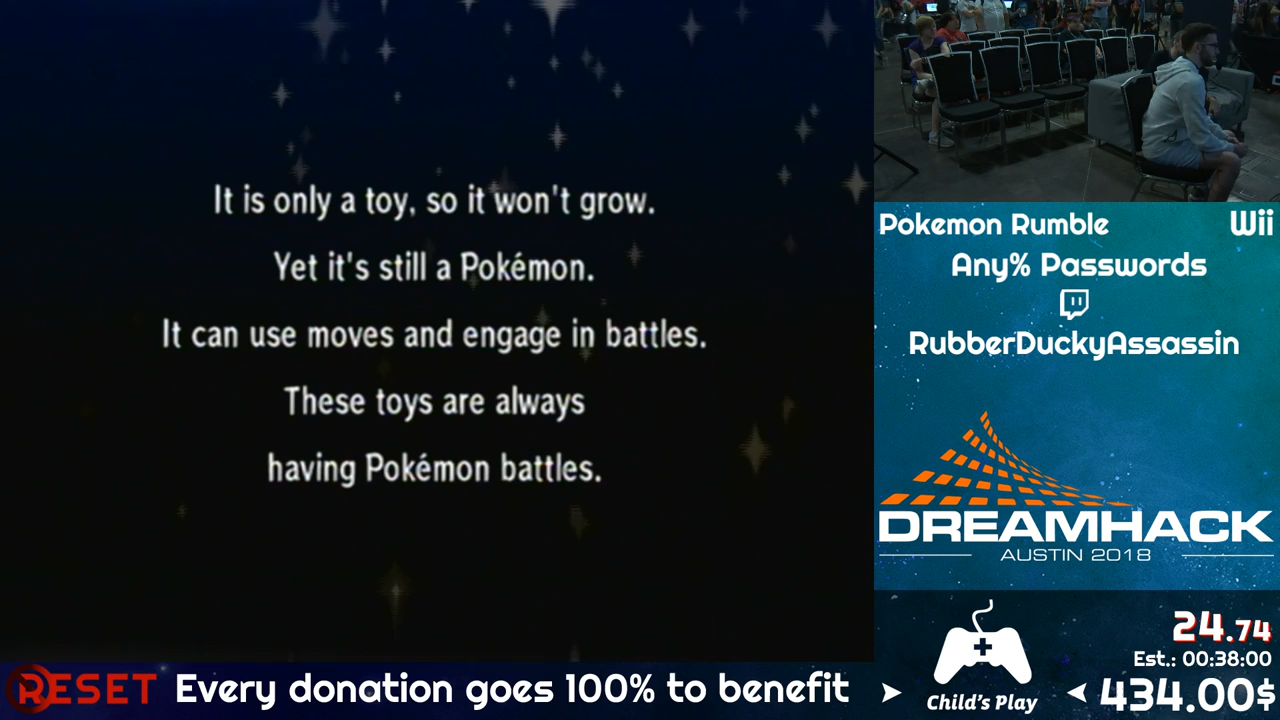 It is only a toy, so it won't grow.
Yet it's still a Pokémon.
It can use moves and engage in battles.
These toys are always
having Pokémon battles.
Pokemon Rumble Wii
Any% Passwords
RubberDuckyAssassin
DREAMHACK
AUSTIN 2018
24.74
Est.: 00:38:00
434.00$
Child's Play
RESET Every donation goes 100% to benefit